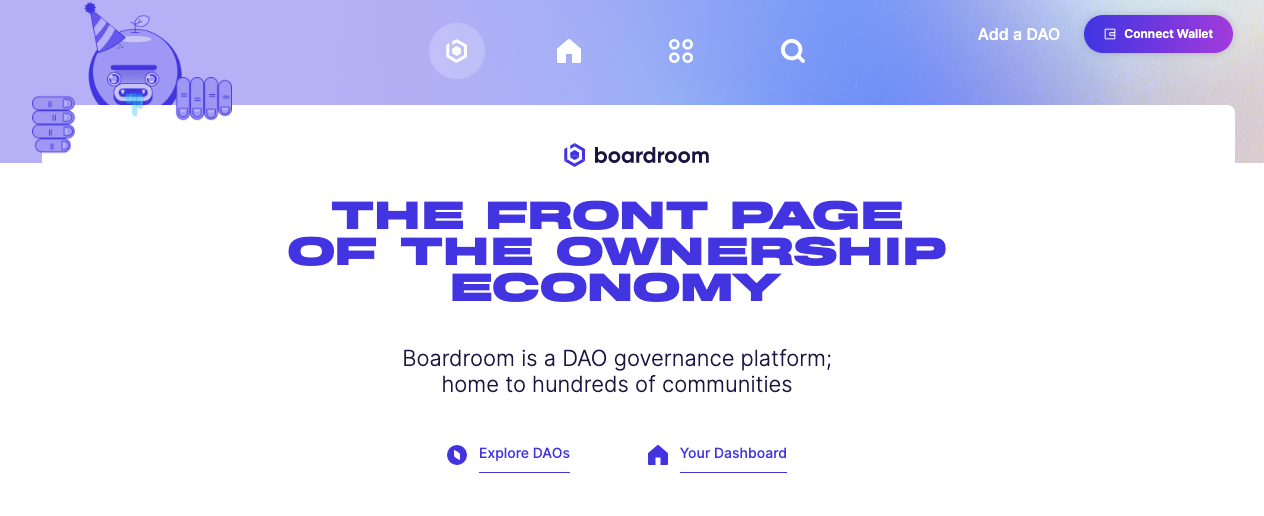 Add a DAO
Connect Wallet
boardroom
THE FRONT PAGE
OF THE OWNERSHIP
ECONOMY
Boardroom is a DAO governance platform;
home to hundreds of communities
Explore DAOs
Your Dashboard